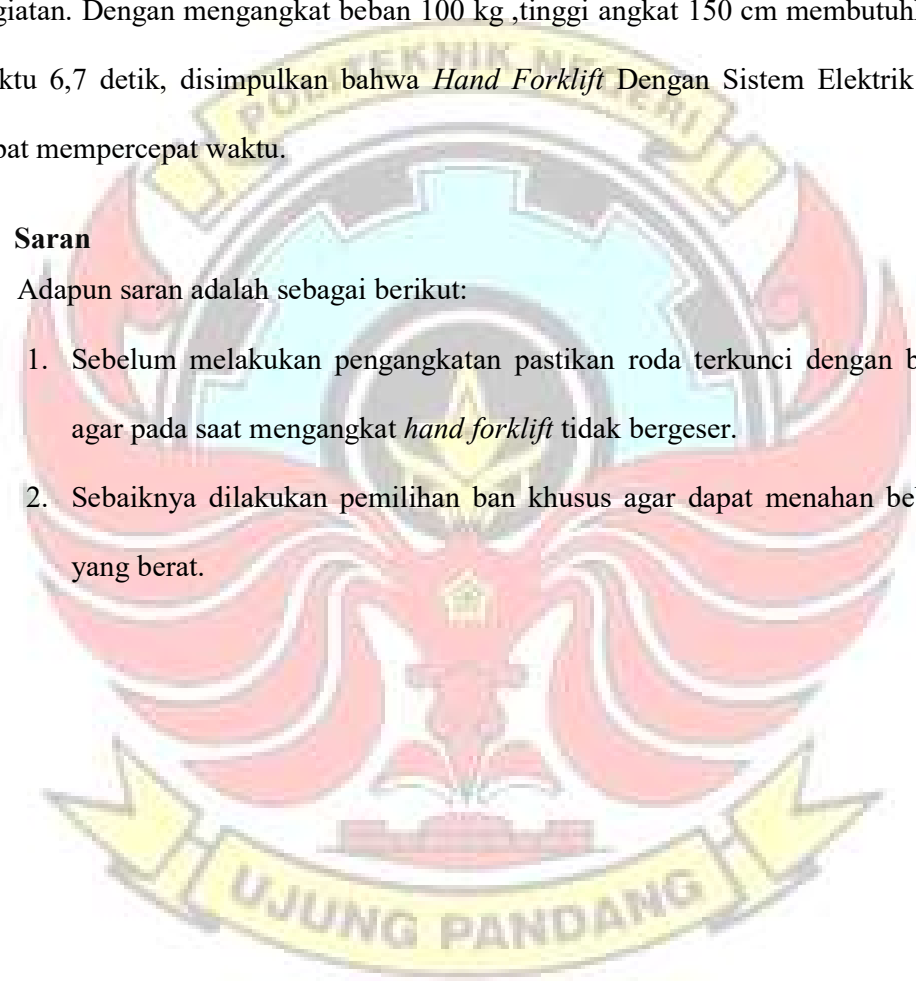 giatan. Dengan mengangkat beban 100 kg ,tinggi angkat 150 cm membutuh
ktu 6,7 detik, disimpulkan bahwa Hand Forklift Dengan Sistem Elektrik
pat mempercepat waktu.
POLITEKNIK NEGERI
Saran
Adapun saran adalah sebagai berikut:
1. Sebelum melakukan pengangkatan pastikan roda terkunci dengan b
agar pada saat mengangkat hand forklift tidak bergeser.
2. Sebaiknya dilakukan pemilihan ban khusus agar dapat menahan be
yang berat.
UJUNG PANDANG